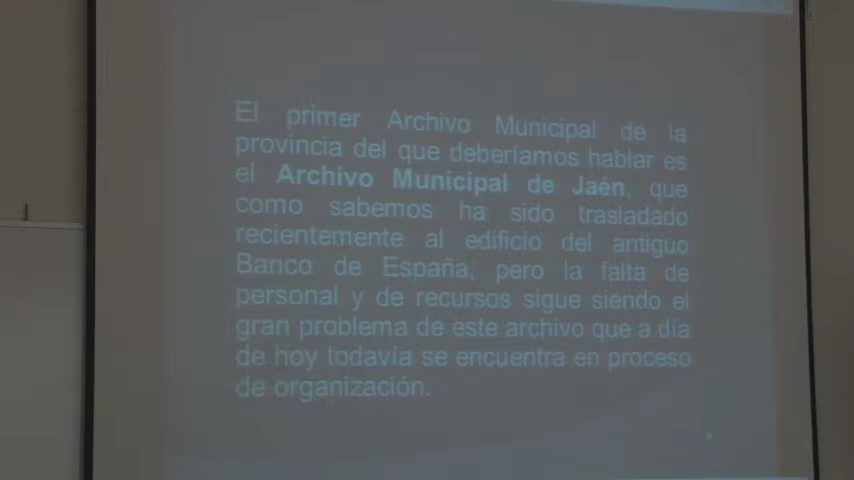 El primer Archivo Municipal de la
provincia del que deberíamos hablar es
el Archivo Municipal de Jaén, que
como sabemos ha sido trasladado
recientemente al edificio del antiguo
Banco de España, pero la falta de
personal y de recursos sigue siendo el
gran problema de este archivo que a día
de hoy todavía se encuentra en proceso
de organización.